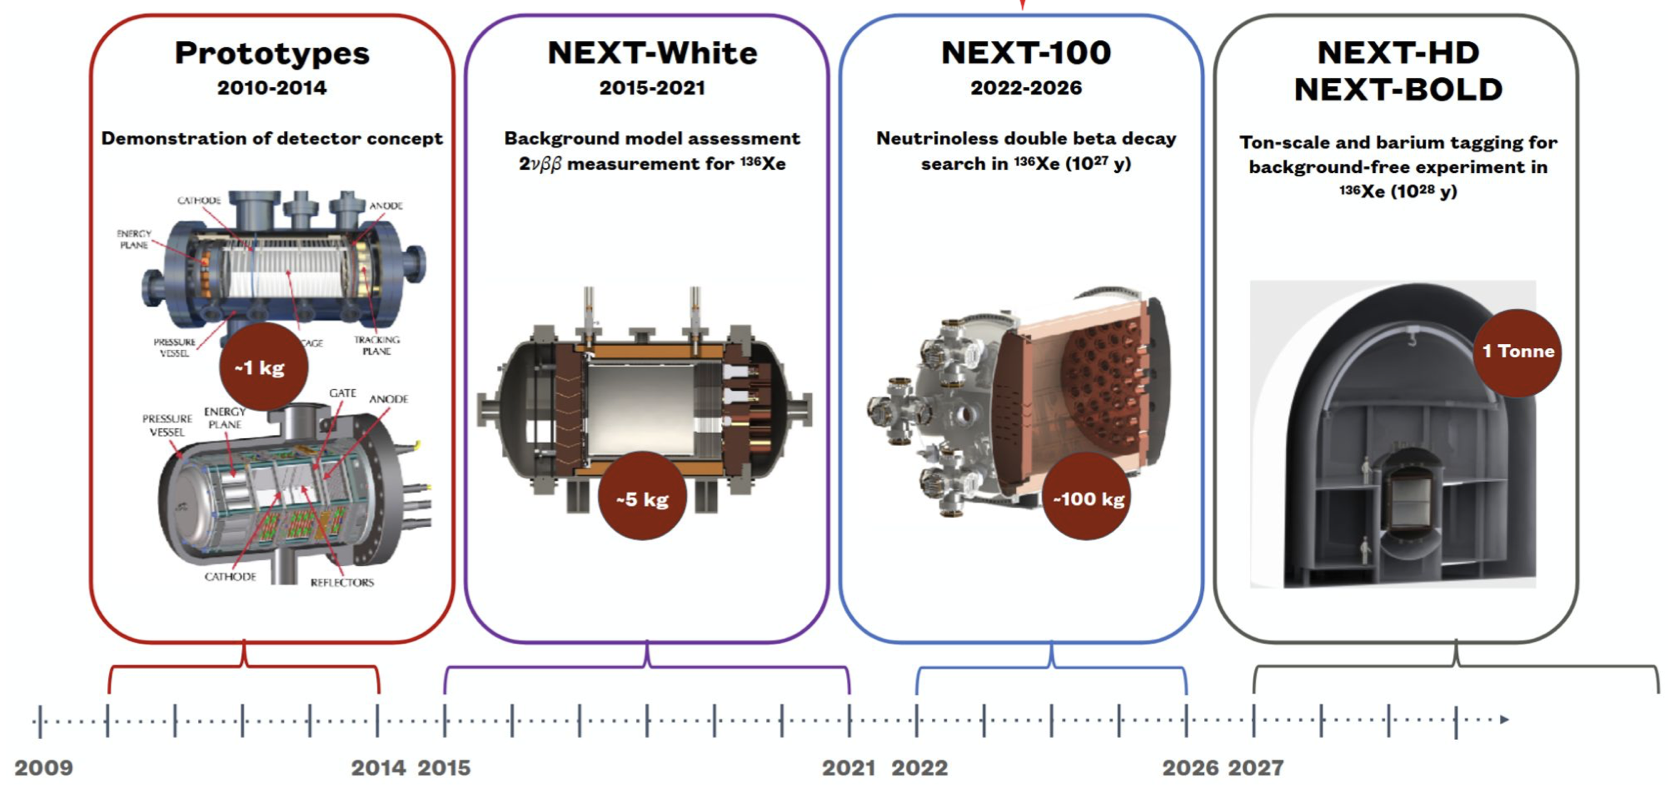 Prototypes
2010-2014
Demonstration of detector concept
CATHODE
ANODE
ENERGY
PLANE
PRESSURE
VESSEL
CAGE
TRACKING
PLANE
~1 kg
GATE
ANODE
ENERGY
PLANE
PRESSURE
VESSEL
CATHODE
REFLECTORS
NEXT-White
2015-2021
Background model assessment
2νββ measurement for ¹³⁶Xe
~5 kg
NEXT-100
2022-2026
Neutrinoless double beta decay
search in ¹³⁶Xe (10²⁷ y)
~100 kg
NEXT-HD
NEXT-BOLD
Ton-scale and barium tagging for
background-free experiment in
¹³⁶Xe (10²⁸ y)
1 Tonne
2009 2014 2015 2021 2022 2026 2027